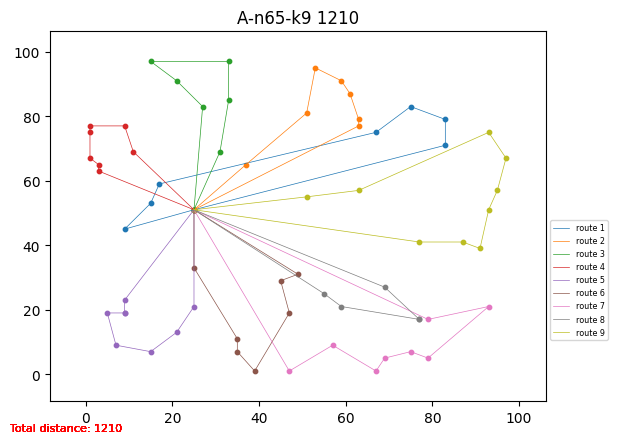 A-n65-k9 1210
100
80
60
40
20
0
0 20 40 60 80 100
route 1
route 2
route 3
route 4
route 5
route 6
route 7
route 8
route 9
Total distance: 1210